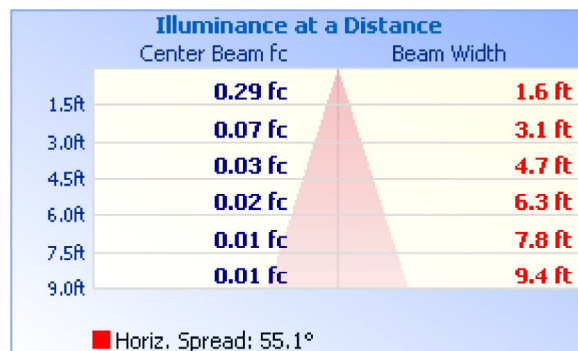 Illuminance at a Distance
Center Beam fc Beam Width
1.5ft 0.29 fc 1.6 ft
3.0ft 0.07 fc 3.1 ft
4.5ft 0.03 fc 4.7 ft
6.0ft 0.02 fc 6.3 ft
7.5ft 0.01 fc 7.8 ft
9.0ft 0.01 fc 9.4 ft
Horiz. Spread: 55.1°